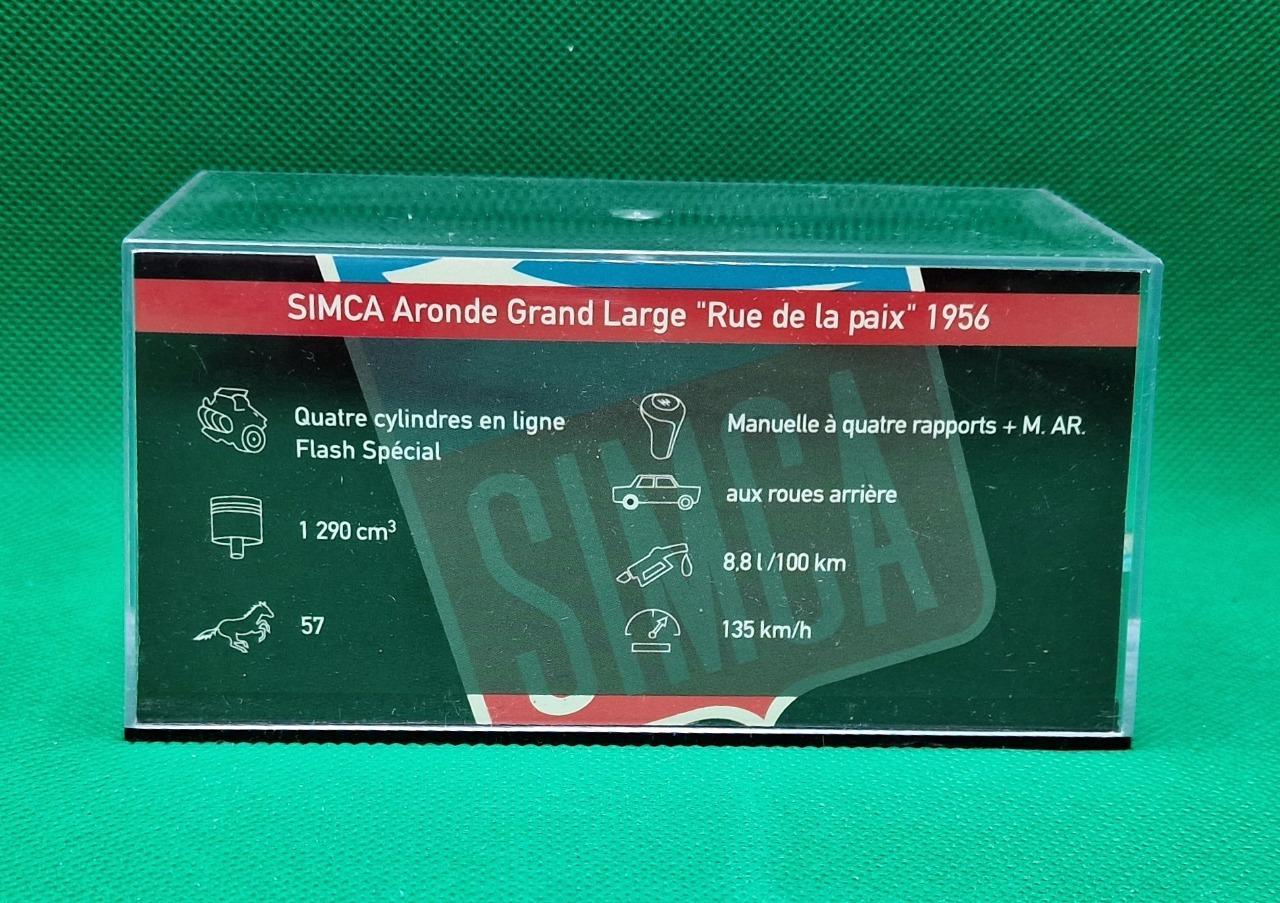 SIMCA Aronde Grand Large "Rue de la paix" 1956
Quatre cylindres en ligne
Flash Spécial
1 290 cm³
57
Manuelle à quatre rapports + M. AR.
aux roues arrière
8,8 l /100 km
135 km/h
SIMCA